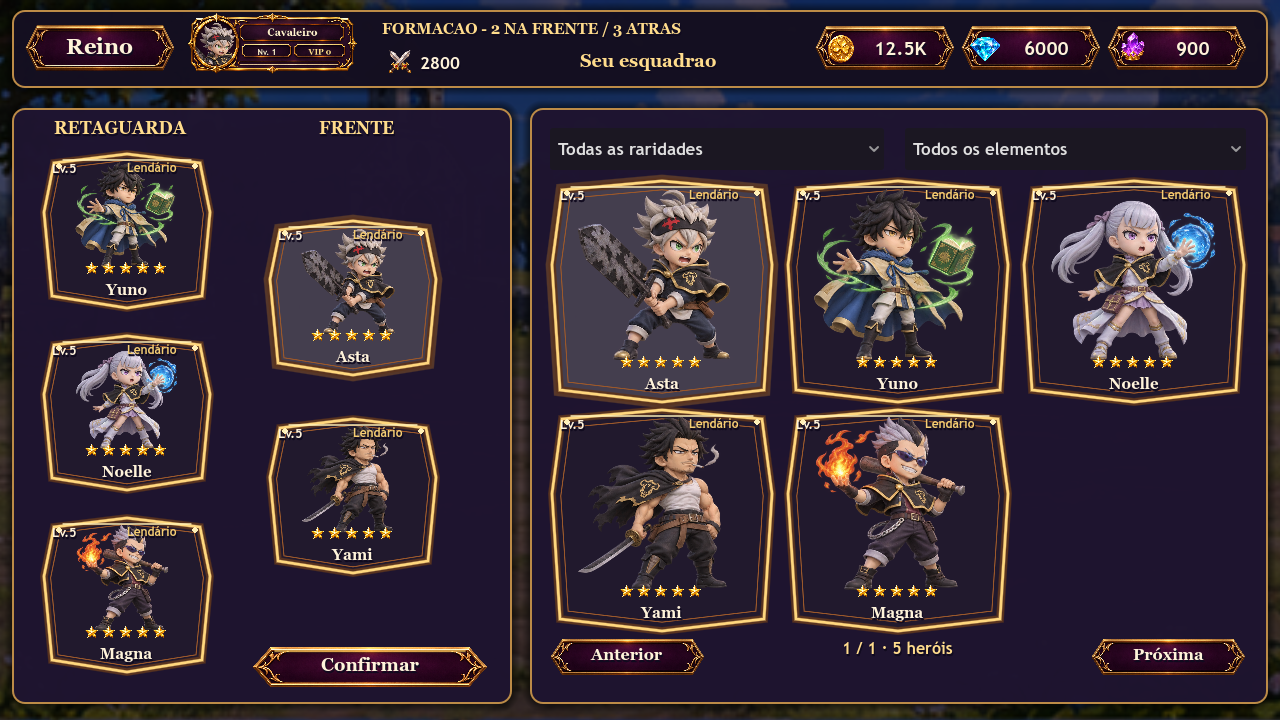 Reino
Cavaleiro
Nv. 1
VIP 0
FORMACAO - 2 NA FRENTE / 3 ATRAS
2800
Seu esquadrao
12.5K
6000
900
RETAGUARDA
FRENTE
Lv.5
Lendário
Yuno
Lv.5
Lendário
Noelle
Lv.5
Lendário
Magna
Lv.5
Lendário
Asta
Lv.5
Lendário
Yami
Confirmar
Todas as raridades
Todos os elementos
Lv.5
Lendário
Asta
Lv.5
Lendário
Yuno
Lv.5
Lendário
Noelle
Lv.5
Lendário
Yami
Lv.5
Lendário
Magna
Anterior
1 / 1 · 5 heróis
Próxima